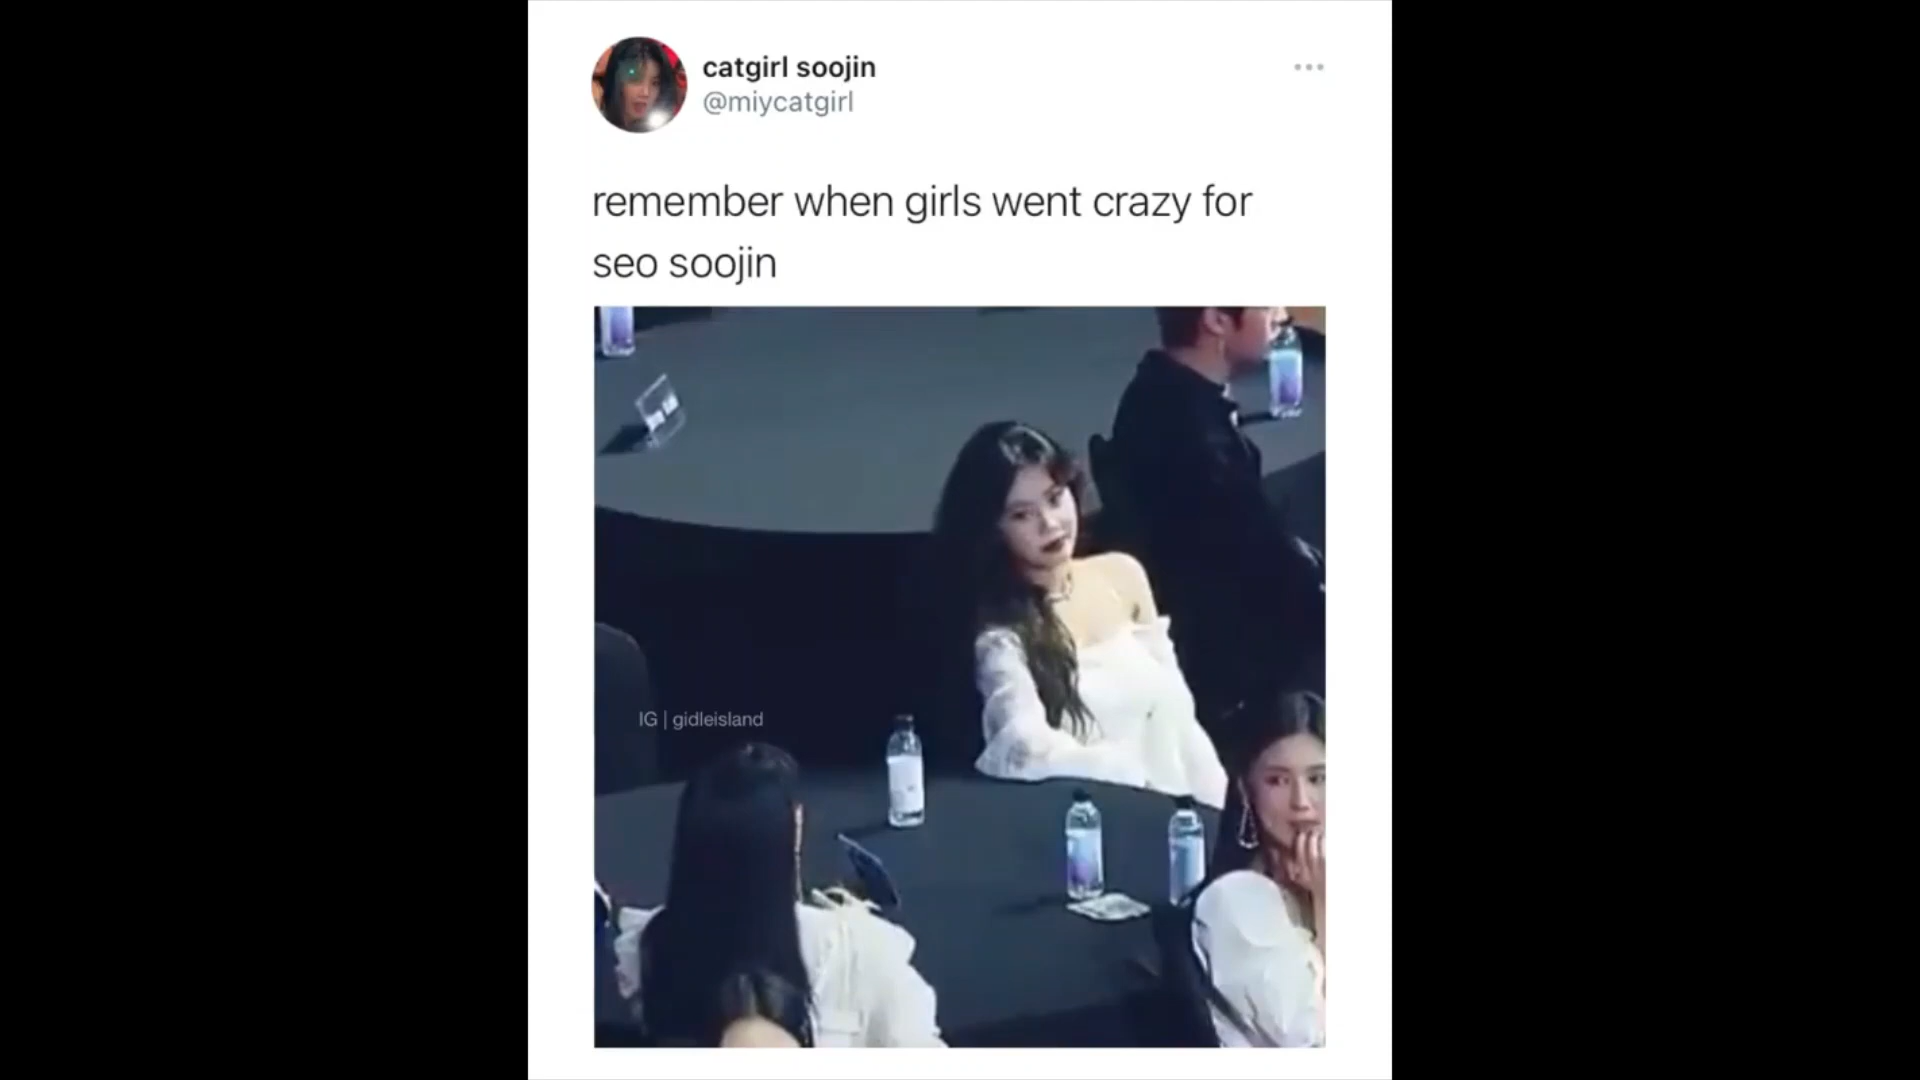 catgirl soojin
@miycatgirl
remember when girls went crazy for
seo soojin
IG | gidleisland